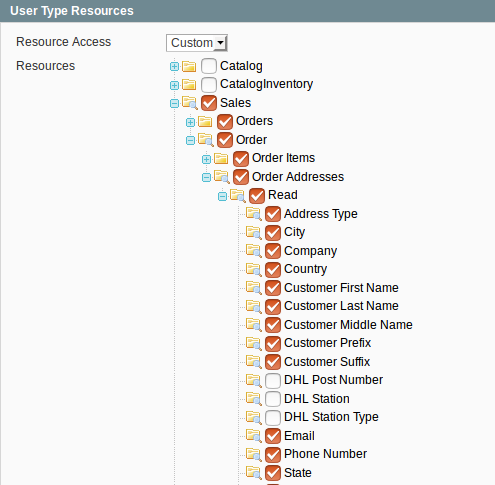 User Type Resources
Resource Access Custom
Resources Catalog
CatalogInventory
Sales
Orders
Order
Order Items
Order Addresses
Read
Address Type
City
Company
Country
Customer First Name
Customer Last Name
Customer Middle Name
Customer Prefix
Customer Suffix
DHL Post Number
DHL Station
DHL Station Type
Email
Phone Number
State